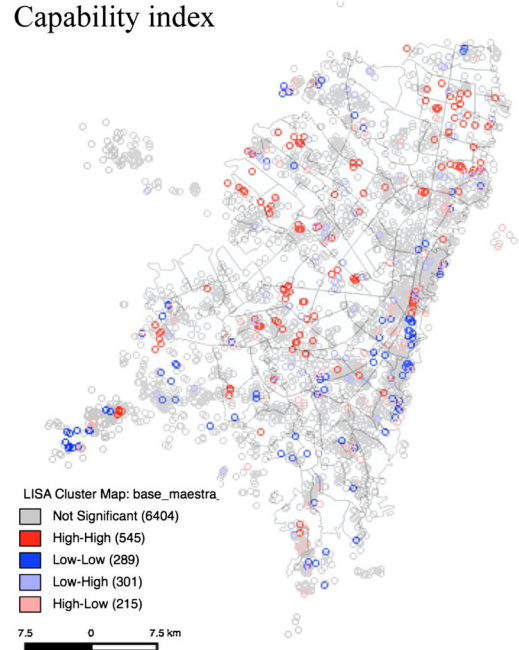 Capability index
LISA Cluster Map: base_maestra_
Not Significant (6404)
High-High (545)
Low-Low (289)
Low-High (301)
High-Low (215)
7.5 0 7.5 km